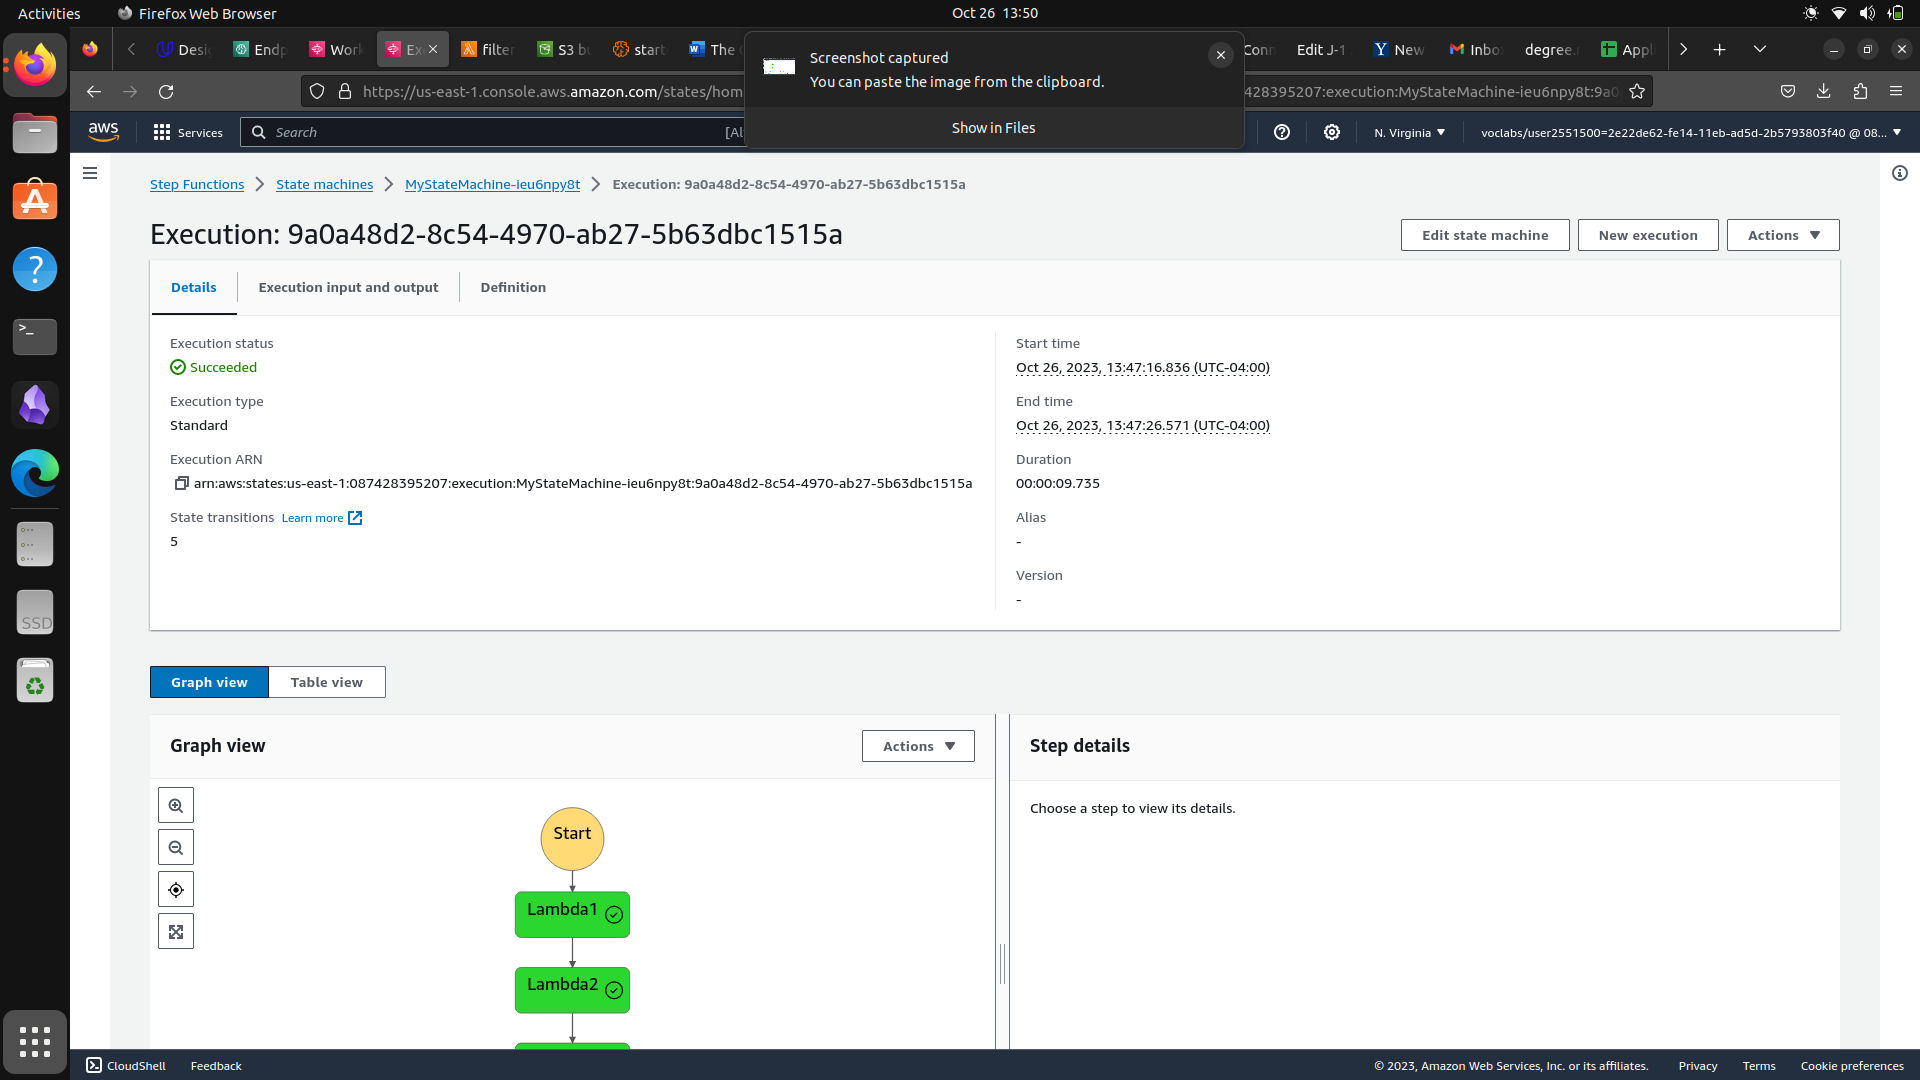 Activities Firefox Web Browser Oct 26 13:50
Desi Endp Work Ex filter S3 bu start The Conn Edit J-1 New Inbo degree. Appl
https://us-east-1.console.aws.amazon.com/states/hom 428395207:execution:MyStateMachine-ieu6npy8t:9a0
Screenshot captured
You can paste the image from the clipboard.
Show in Files
aws Services Search [Al N. Virginia voclabs/user2551500=2e22de62-fe14-11eb-ad5d-2b5793803f40 @ 08...
Step Functions State machines MyStateMachine-ieu6npy8t Execution: 9a0a48d2-8c54-4970-ab27-5b63dbc1515a
Execution: 9a0a48d2-8c54-4970-ab27-5b63dbc1515a
Edit state machine New execution Actions
Details Execution input and output Definition
Execution status
Succeeded
Execution type
Standard
Execution ARN
arn:aws:states:us-east-1:087428395207:execution:MyStateMachine-ieu6npy8t:9a0a48d2-8c54-4970-ab27-5b63dbc1515a
State transitions Learn more
5
Start time
Oct 26, 2023, 13:47:16.836 (UTC-04:00)
End time
Oct 26, 2023, 13:47:26.571 (UTC-04:00)
Duration
00:00:09.735
Alias
-
Version
-
Graph view Table view
Graph view
Actions
Start
Lambda1
Lambda2
Step details
Choose a step to view its details.
SSD
CloudShell Feedback © 2023, Amazon Web Services, Inc. or its affiliates. Privacy Terms Cookie preferences